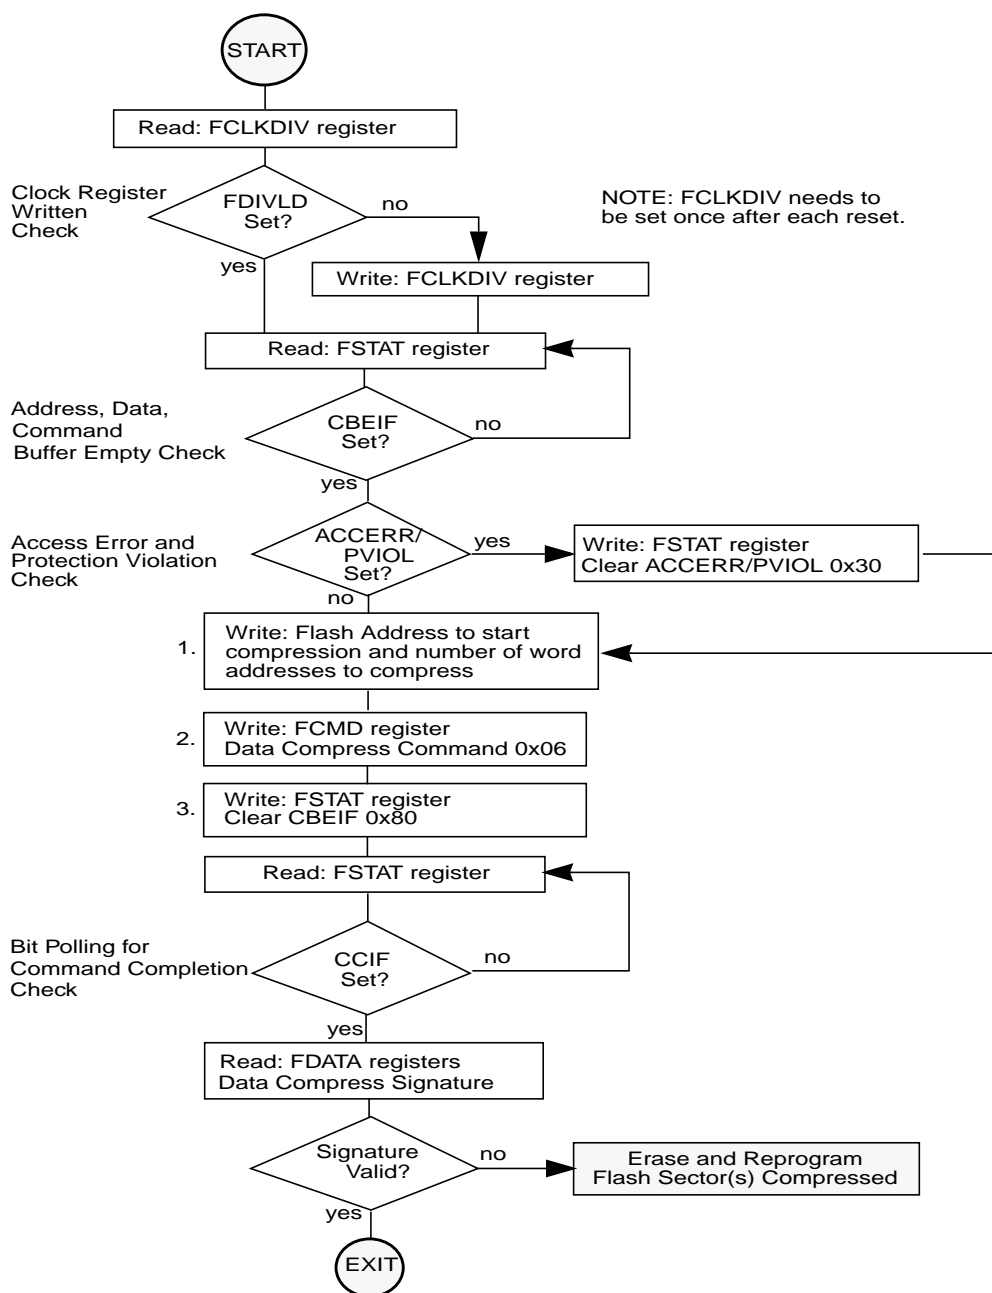 START
Read: FCLKDIV register
Clock Register
Written
Check
FDIVLD
Set?
no
yes
NOTE: FCLKDIV needs to
be set once after each reset.
Write: FCLKDIV register
Read: FSTAT register
Address, Data,
Command
Buffer Empty Check
CBEIF
Set?
no
yes
Access Error and
Protection Violation
Check
ACCERR/
PVIOL
Set?
yes
no
Write: FSTAT register
Clear ACCERR/PVIOL 0x30
1.
Write: Flash Address to start
compression and number of word
addresses to compress
2.
Write: FCMD register
Data Compress Command 0x06
3.
Write: FSTAT register
Clear CBEIF 0x80
Read: FSTAT register
Bit Polling for
Command Completion
Check
CCIF
Set?
no
yes
Read: FDATA registers
Data Compress Signature
Signature
Valid?
no
yes
Erase and Reprogram
Flash Sector(s) Compressed
EXIT